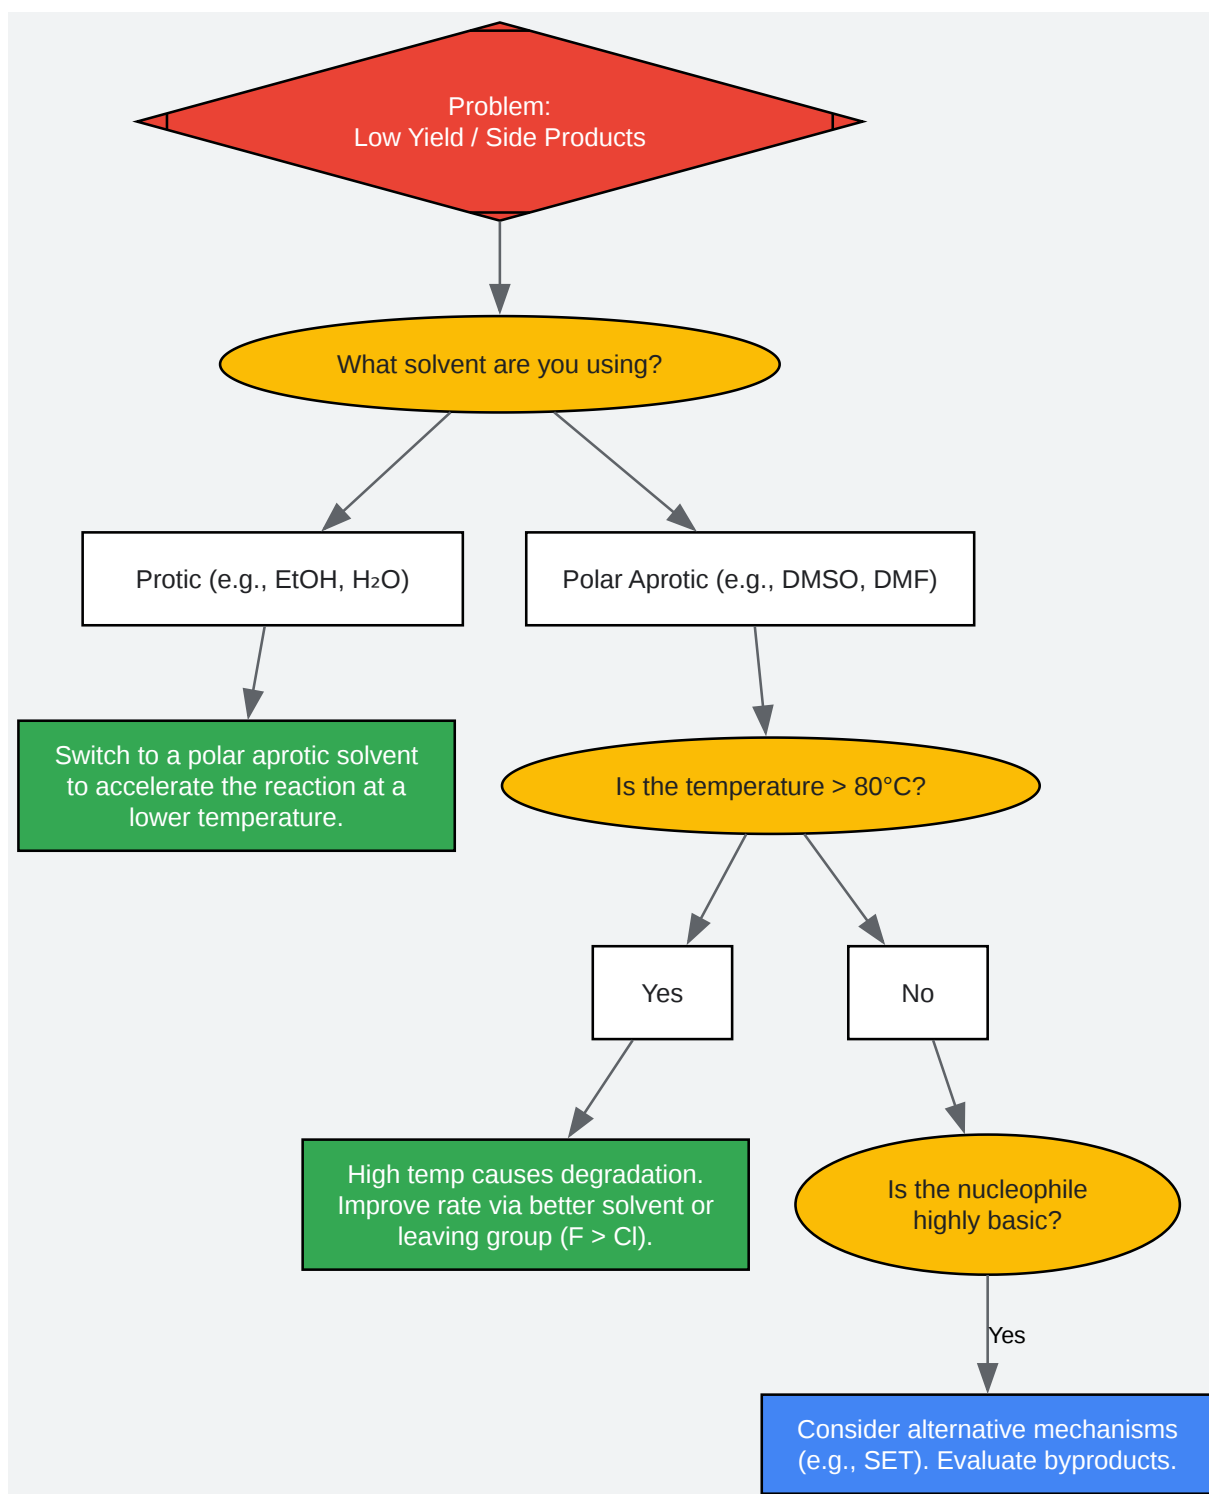 Problem:
Low Yield / Side Products
What solvent are you using?
Protic (e.g., EtOH, H₂O)
Polar Aprotic (e.g., DMSO, DMF)
Switch to a polar aprotic solvent
to accelerate the reaction at a
lower temperature.
Is the temperature > 80°C?
Yes
No
High temp causes degradation.
Improve rate via better solvent or
leaving group (F > Cl).
Is the nucleophile
highly basic?
Yes
Consider alternative mechanisms
(e.g., SET). Evaluate byproducts.